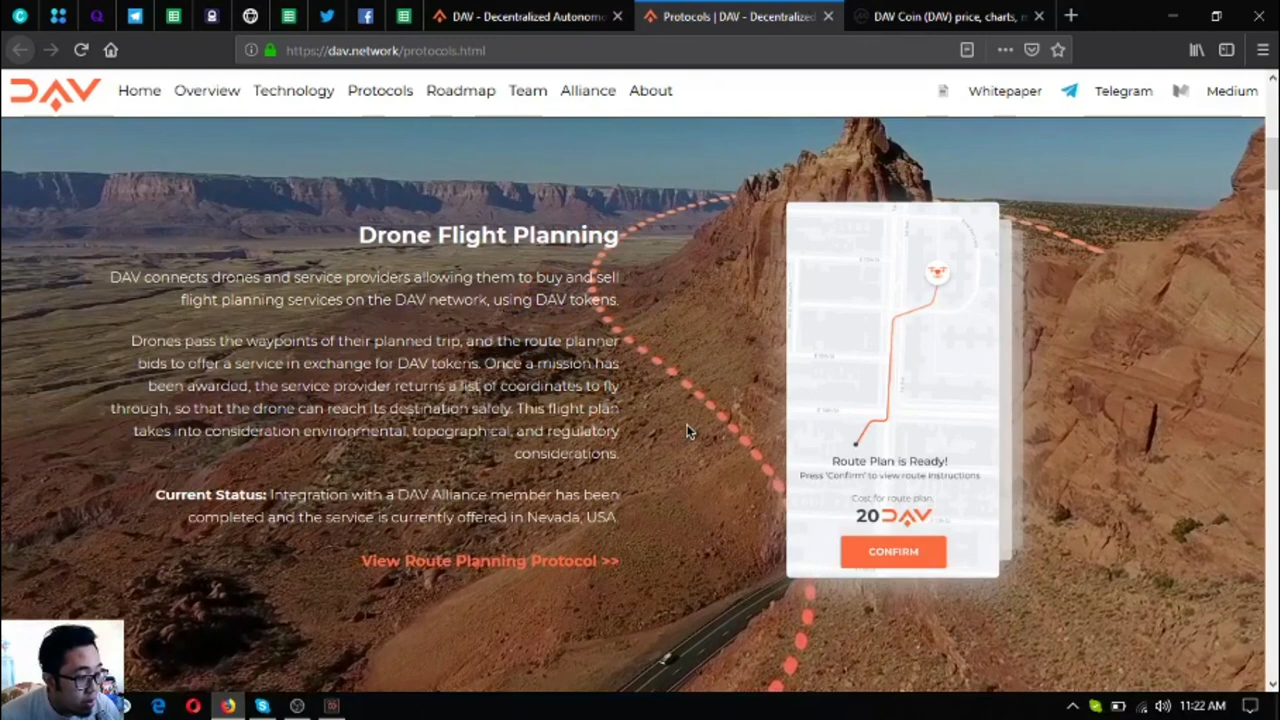 DAV - Decentralized Autonomo
Protocols | DAV - Decentralized
DAV Coin (DAV) price, charts, m
https://dav.network/protocols.html
DAV
Home
Overview
Technology
Protocols
Roadmap
Team
Alliance
About
Whitepaper
Telegram
Medium
Drone Flight Planning
DAV connects drones and service providers allowing them to buy and sell
flight planning services on the DAV network, using DAV tokens.
Drones pass the waypoints of their planned trip, and the route planner
bids to offer a service in exchange for DAV tokens. Once a mission has
been awarded, the service provider returns a list of coordinates to fly
through, so that the drone can reach its destination safely. This flight plan
takes into consideration environmental, topographical, and regulatory
considerations.
Current Status: Integration with a DAV Alliance member has been
completed and the service is currently offered in Nevada, USA.
View Route Planning Protocol >>
Route Plan is Ready!
Press 'Confirm' to view route instructions
Cost for route plan:
20 DAV
CONFIRM
11:22 AM